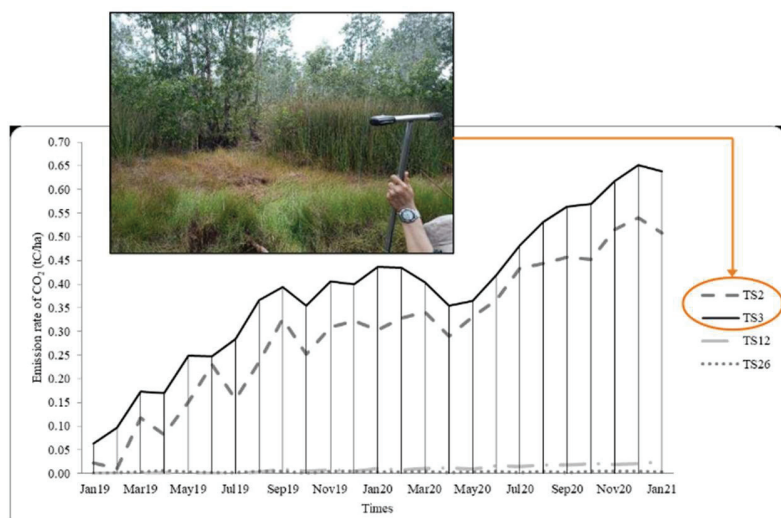 0.70
0.65
0.60
0.55
0.50
0.45
0.40
0.35
0.30
0.25
0.20
0.15
0.10
0.05
0.00
Emission rate of CO₂ (tC/ha)
Jan19 Mar19 May19 Jul19 Sep19 Nov19 Jan20 Mar20 May20 Jul20 Sep20 Nov20 Jan21
Times
TS2
TS3
TS12
TS26